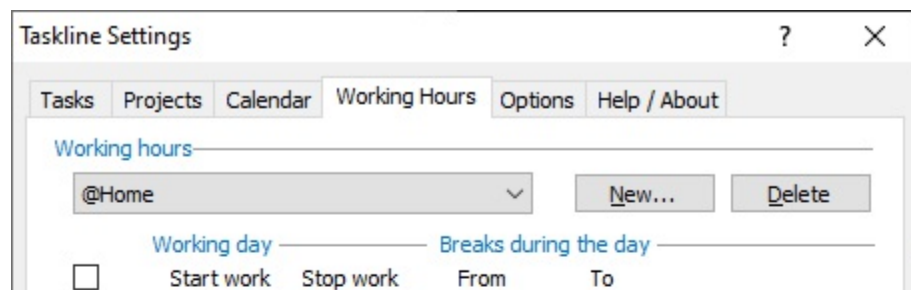 Taskline Settings ?
Tasks Projects Calendar Working Hours Options Help / About
Working hours
@Home New... Delete
Working day Breaks during the day
Start work Stop work From To